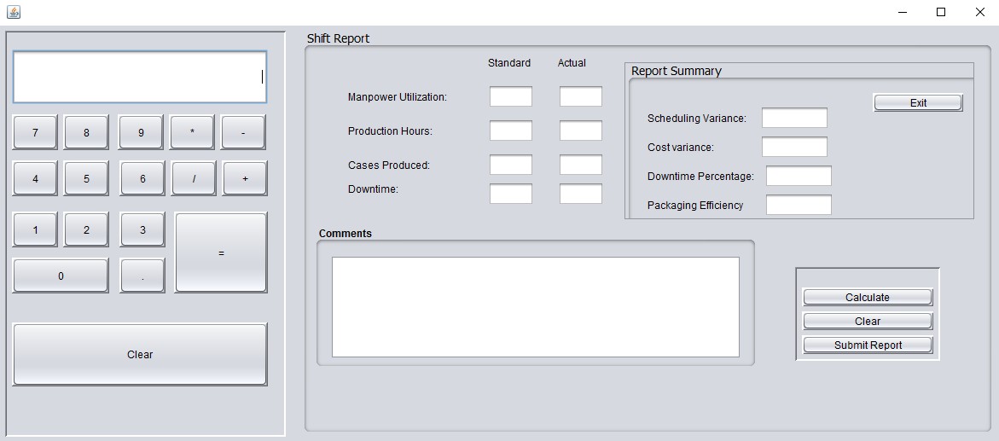 7 8 9 * -
4 5 6 / +
1 2 3 =
0 .
Clear
Shift Report
Standard Actual
Manpower Utilization:
Production Hours:
Cases Produced:
Downtime:
Report Summary
Exit
Scheduling Variance:
Cost variance:
Downtime Percentage:
Packaging Efficiency
Comments
Calculate
Clear
Submit Report